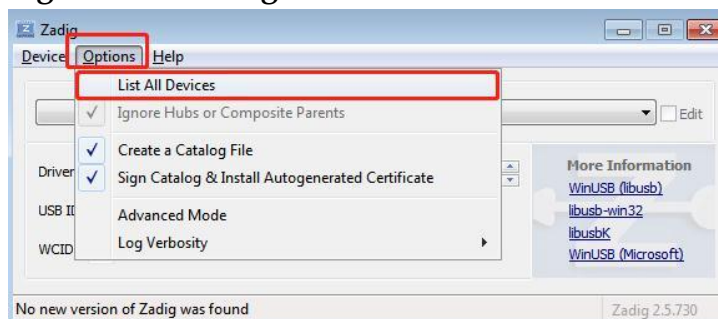 Zadig
Device Options Help
List All Devices
Ignore Hubs or Composite Parents
Edit
Create a Catalog File
Driver
Sign Catalog & Install Autogenerated Certificate
More Information
WinUSB (libusb)
USB ID
Advanced Mode
libusb-win32
WCID
Log Verbosity
libusbK
WinUSB (Microsoft)
No new version of Zadig was found
Zadig 2.5.730